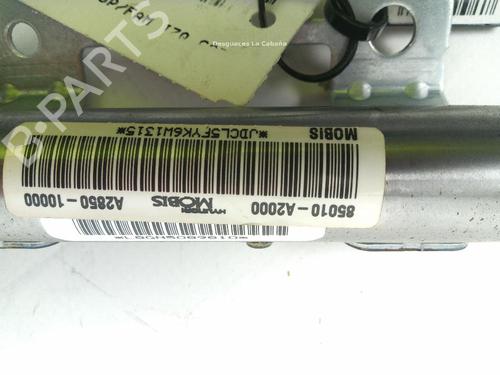 MOBIS
*JDCL5FYK6W1315*
85010-A2000
HYUNDAI
MOBIS
A2850-10000
Desguaces La Cabaña
B-PARTS